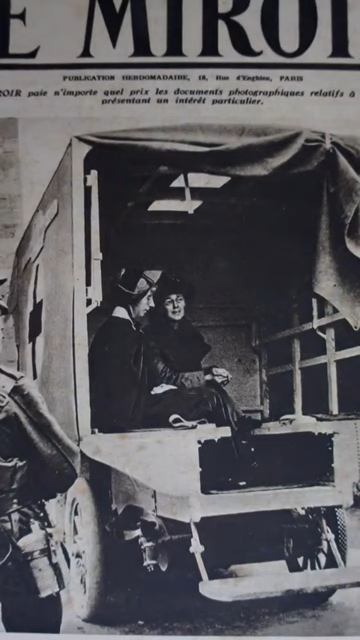 E MIROI
PUBLICATION HEBDOMADAIRE, 18, Rue d'Enghien, PARIS
ROIR paie n'importe quel prix les documents photographiques relatifs à
présentant un intérêt particulier.